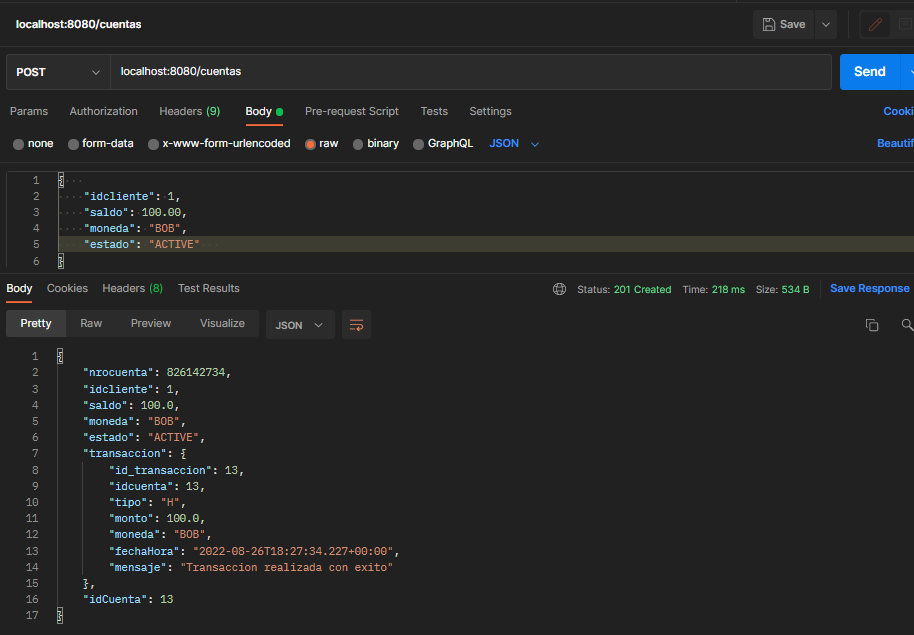 localhost:8080/cuentas
Save
POST localhost:8080/cuentas Send
Params Authorization Headers (9) Body Pre-request Script Tests Settings Cooki
none form-data x-www-form-urlencoded raw binary GraphQL JSON Beautif
1 {
2 "idcliente": 1,
3 "saldo": 100.00,
4 "moneda": "BOB",
5 "estado": "ACTIVE"
6 }
Body Cookies Headers (8) Test Results Status: 201 Created Time: 218 ms Size: 534 B Save Response
Pretty Raw Preview Visualize JSON
1 {
2 "nrocuenta": 826142734,
3 "idcliente": 1,
4 "saldo": 100.0,
5 "moneda": "BOB",
6 "estado": "ACTIVE",
7 "transaccion": {
8 "id_transaccion": 13,
9 "idcuenta": 13,
10 "tipo": "H",
11 "monto": 100.0,
12 "moneda": "BOB",
13 "fechaHora": "2022-08-26T18:27:34.227+00:00",
14 "mensaje": "Transaccion realizada con exito"
15 },
16 "idCuenta": 13
17 }